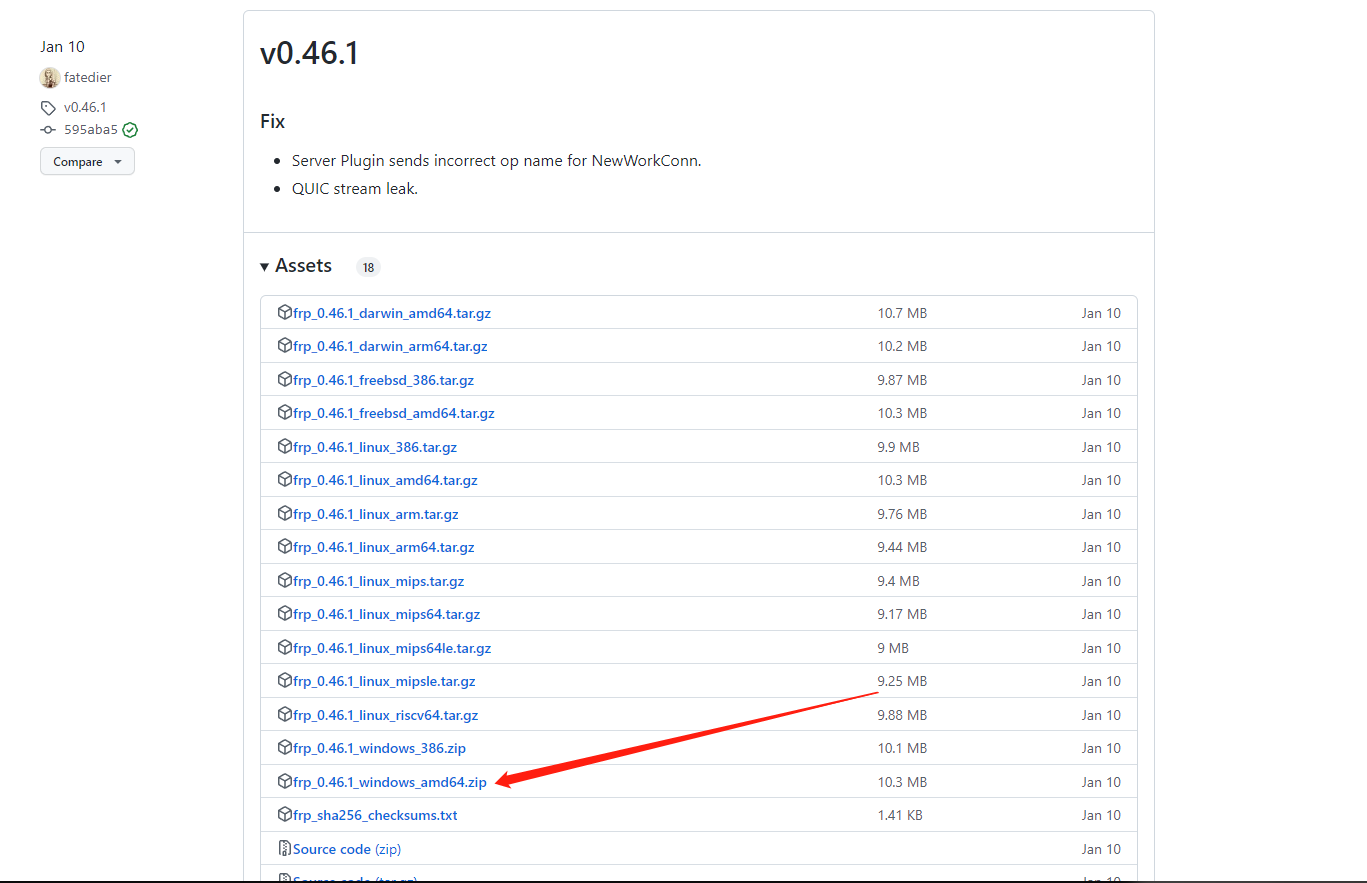 Jan 10
fatedier
v0.46.1
595aba5
Compare
v0.46.1
Fix
Server Plugin sends incorrect op name for NewWorkConn.
QUIC stream leak.
Assets 18
frp_0.46.1_darwin_amd64.tar.gz 10.7 MB Jan 10
frp_0.46.1_darwin_arm64.tar.gz 10.2 MB Jan 10
frp_0.46.1_freebsd_386.tar.gz 9.87 MB Jan 10
frp_0.46.1_freebsd_amd64.tar.gz 10.3 MB Jan 10
frp_0.46.1_linux_386.tar.gz 9.9 MB Jan 10
frp_0.46.1_linux_amd64.tar.gz 10.3 MB Jan 10
frp_0.46.1_linux_arm.tar.gz 9.76 MB Jan 10
frp_0.46.1_linux_arm64.tar.gz 9.44 MB Jan 10
frp_0.46.1_linux_mips.tar.gz 9.4 MB Jan 10
frp_0.46.1_linux_mips64.tar.gz 9.17 MB Jan 10
frp_0.46.1_linux_mips64le.tar.gz 9 MB Jan 10
frp_0.46.1_linux_mipsle.tar.gz 9.25 MB Jan 10
frp_0.46.1_linux_riscv64.tar.gz 9.88 MB Jan 10
frp_0.46.1_windows_386.zip 10.1 MB Jan 10
frp_0.46.1_windows_amd64.zip 10.3 MB Jan 10
frp_sha256_checksums.txt 1.41 KB Jan 10
Source code (zip) Jan 10
Source code (tar.gz) Jan 10